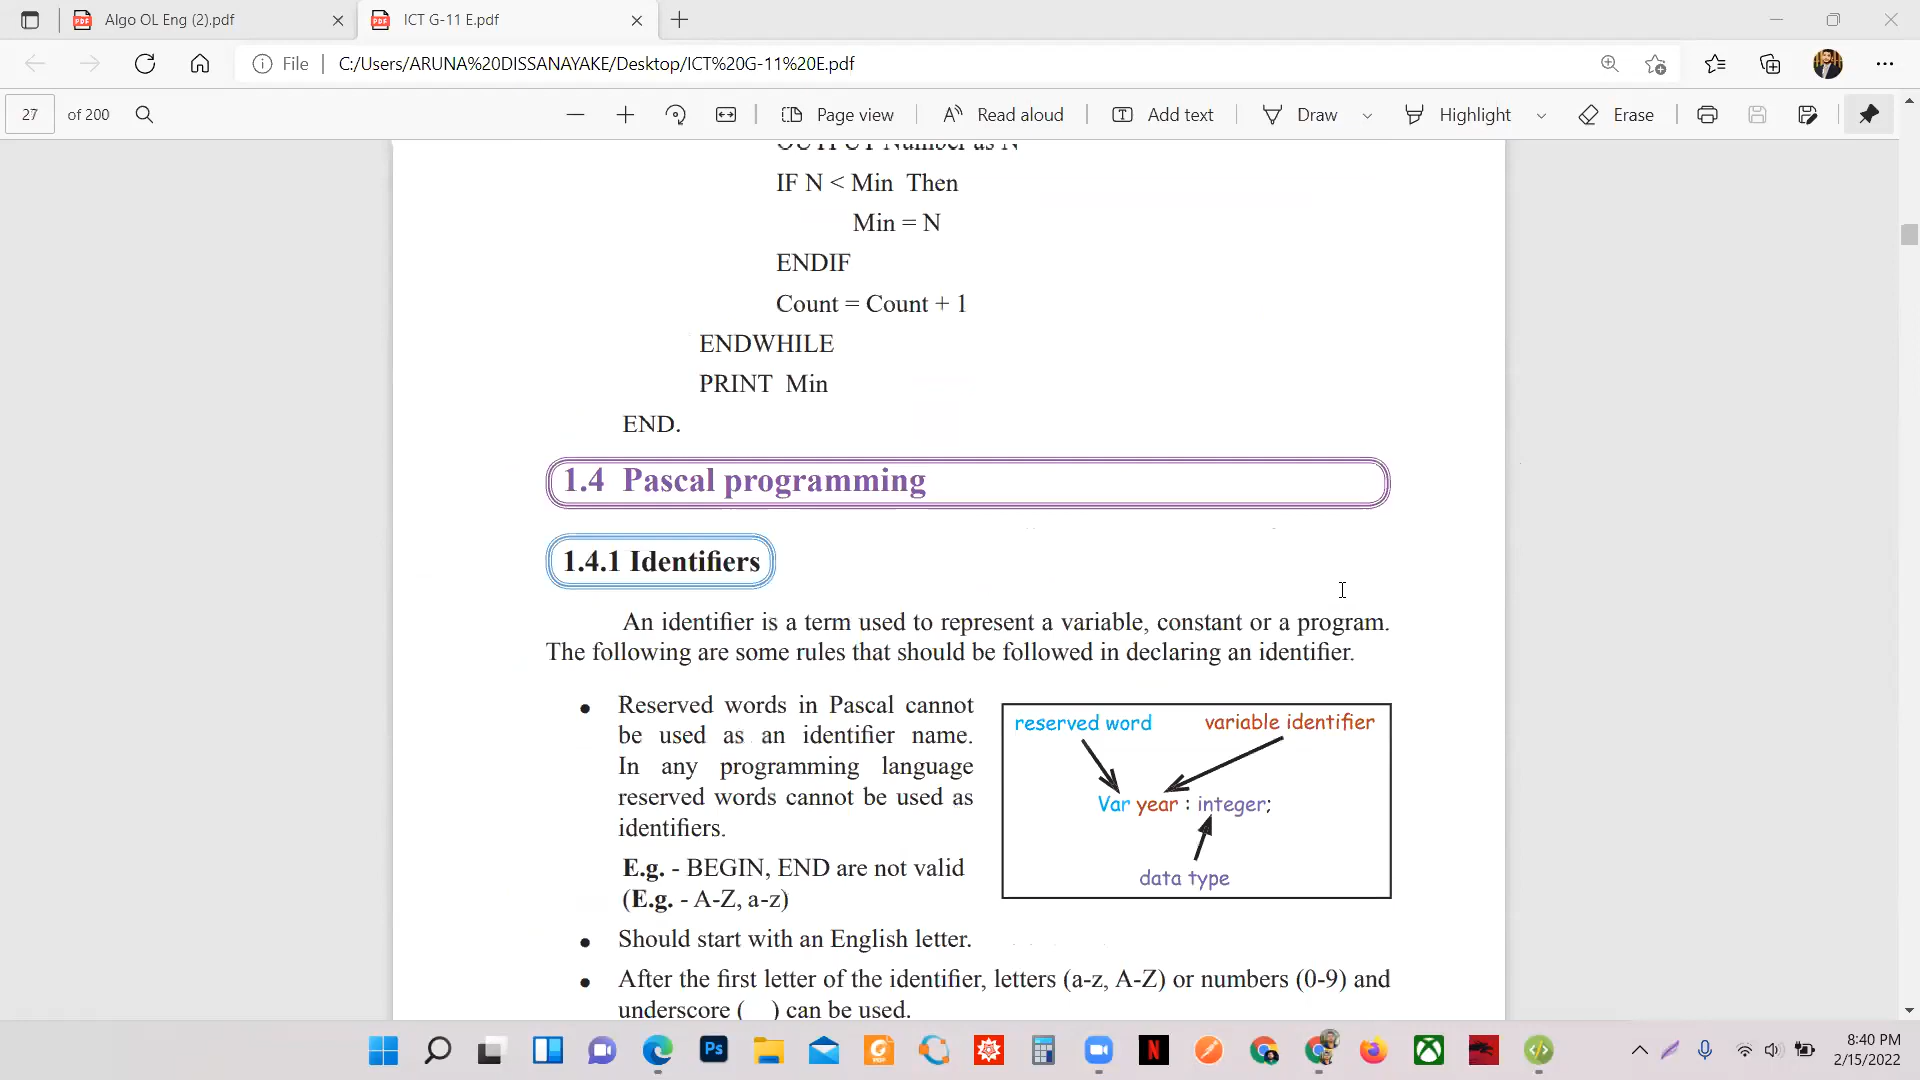 Algo OL Eng (2).pdf
ICT G-11 E.pdf
File
C:/Users/ARUNA%20DISSANAYAKE/Desktop/ICT%20G-11%20E.pdf
27 of 200
Page view
Read aloud
Add text
Draw
Highlight
Erase
OUTPUT Number as N
IF N < Min Then
Min = N
ENDIF
Count = Count + 1
ENDWHILE
PRINT Min
END.
1.4 Pascal programming
1.4.1 Identifiers
An identifier is a term used to represent a variable, constant or a program.
The following are some rules that should be followed in declaring an identifier.
• Reserved words in Pascal cannot
be used as an identifier name.
In any programming language
reserved words cannot be used as
identifiers.
E.g. - BEGIN, END are not valid
(E.g. - A-Z, a-z)
reserved word
variable identifier
Var year : integer;
data type
• Should start with an English letter.
• After the first letter of the identifier, letters (a-z, A-Z) or numbers (0-9) and
underscore ( _ ) can be used.
Ps
N
8:40 PM
2/15/2022